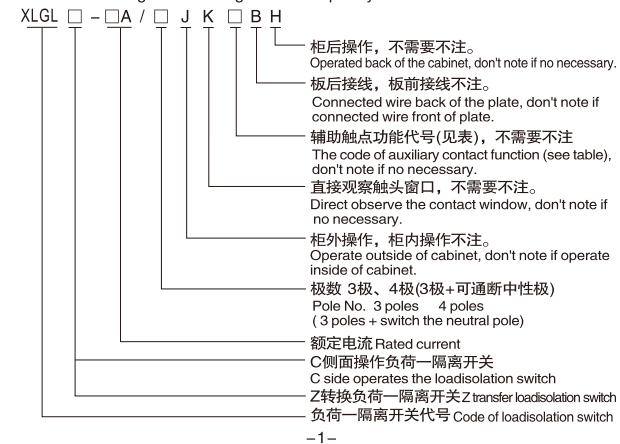 XLGL □ – □A / □ J K □ B H
柜后操作，不需要不注。
Operated back of the cabinet, don't note if no necessary.
板后接线，板前接线不注。
Connected wire back of the plate, don't note if
connected wire front of plate.
辅助触点功能代号(见表)，不需要不注
The code of auxiliary contact function (see table),
don't note if no necessary.
直接观察触头窗口，不需要不注。
Direct observe the contact window, don't note if
no necessary.
柜外操作，柜内操作不注。
Operate outside of cabinet, don't note if operate
inside of cabinet.
极数 3极、4极(3极+可通断中性极)
Pole No. 3 poles 4 poles
( 3 poles + switch the neutral pole)
额定电流 Rated current
C侧面操作负荷一隔离开关
C side operates the loadisolation switch
Z转换负荷一隔离开关 Z transfer loadisolation switch
负荷一隔离开关代号 Code of loadisolation switch
–1–